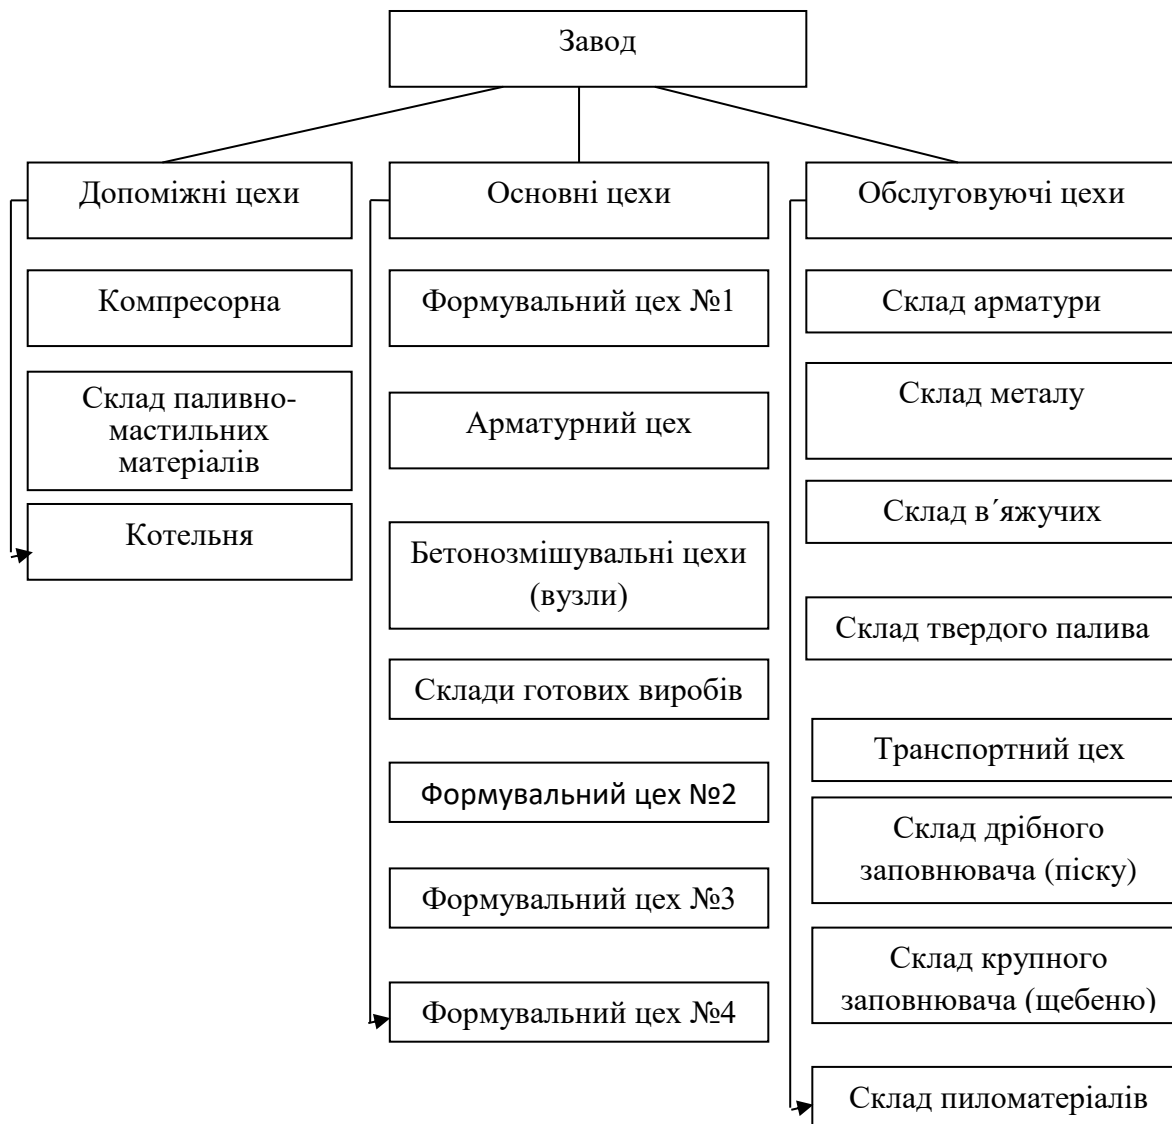 Завод
Допоміжні цехи
Основні цехи
Обслуговуючі цехи
Компресорна
Формувальний цех №1
Склад арматури
Склад паливно-
мастильних
матеріалів
Арматурний цех
Склад металу
Котельня
Бетонозмішувальні цехи
(вузли)
Склад в´яжучих
Склади готових виробів
Склад твердого палива
Формувальний цех №2
Транспортний цех
Формувальний цех №3
Склад дрібного
заповнювача (піску)
Формувальний цех №4
Склад крупного
заповнювача (щебеню)
Склад пиломатеріалів